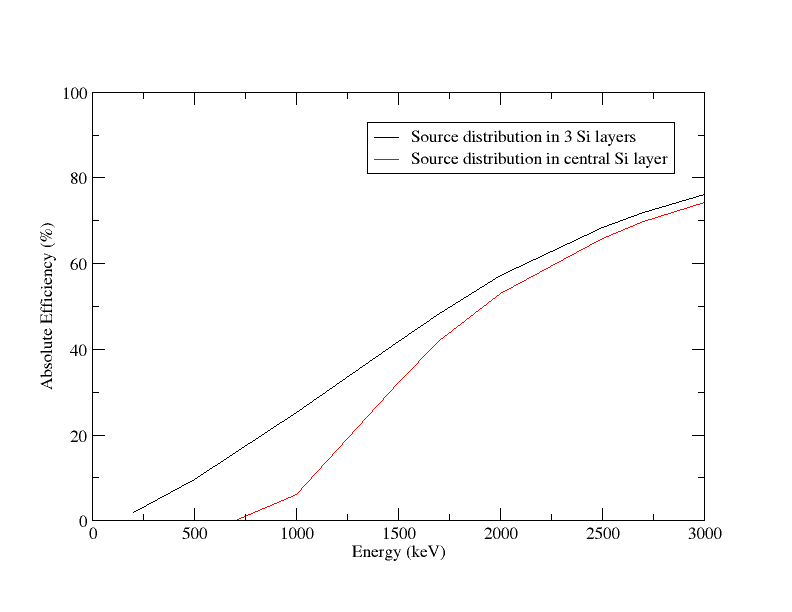 100
Source distribution in 3 Si layers
Source distribution in central Si layer
80
60
40
20
0
Absolute Efficiency (%)
0 500 1000 1500 2000 2500 3000
Energy (keV)